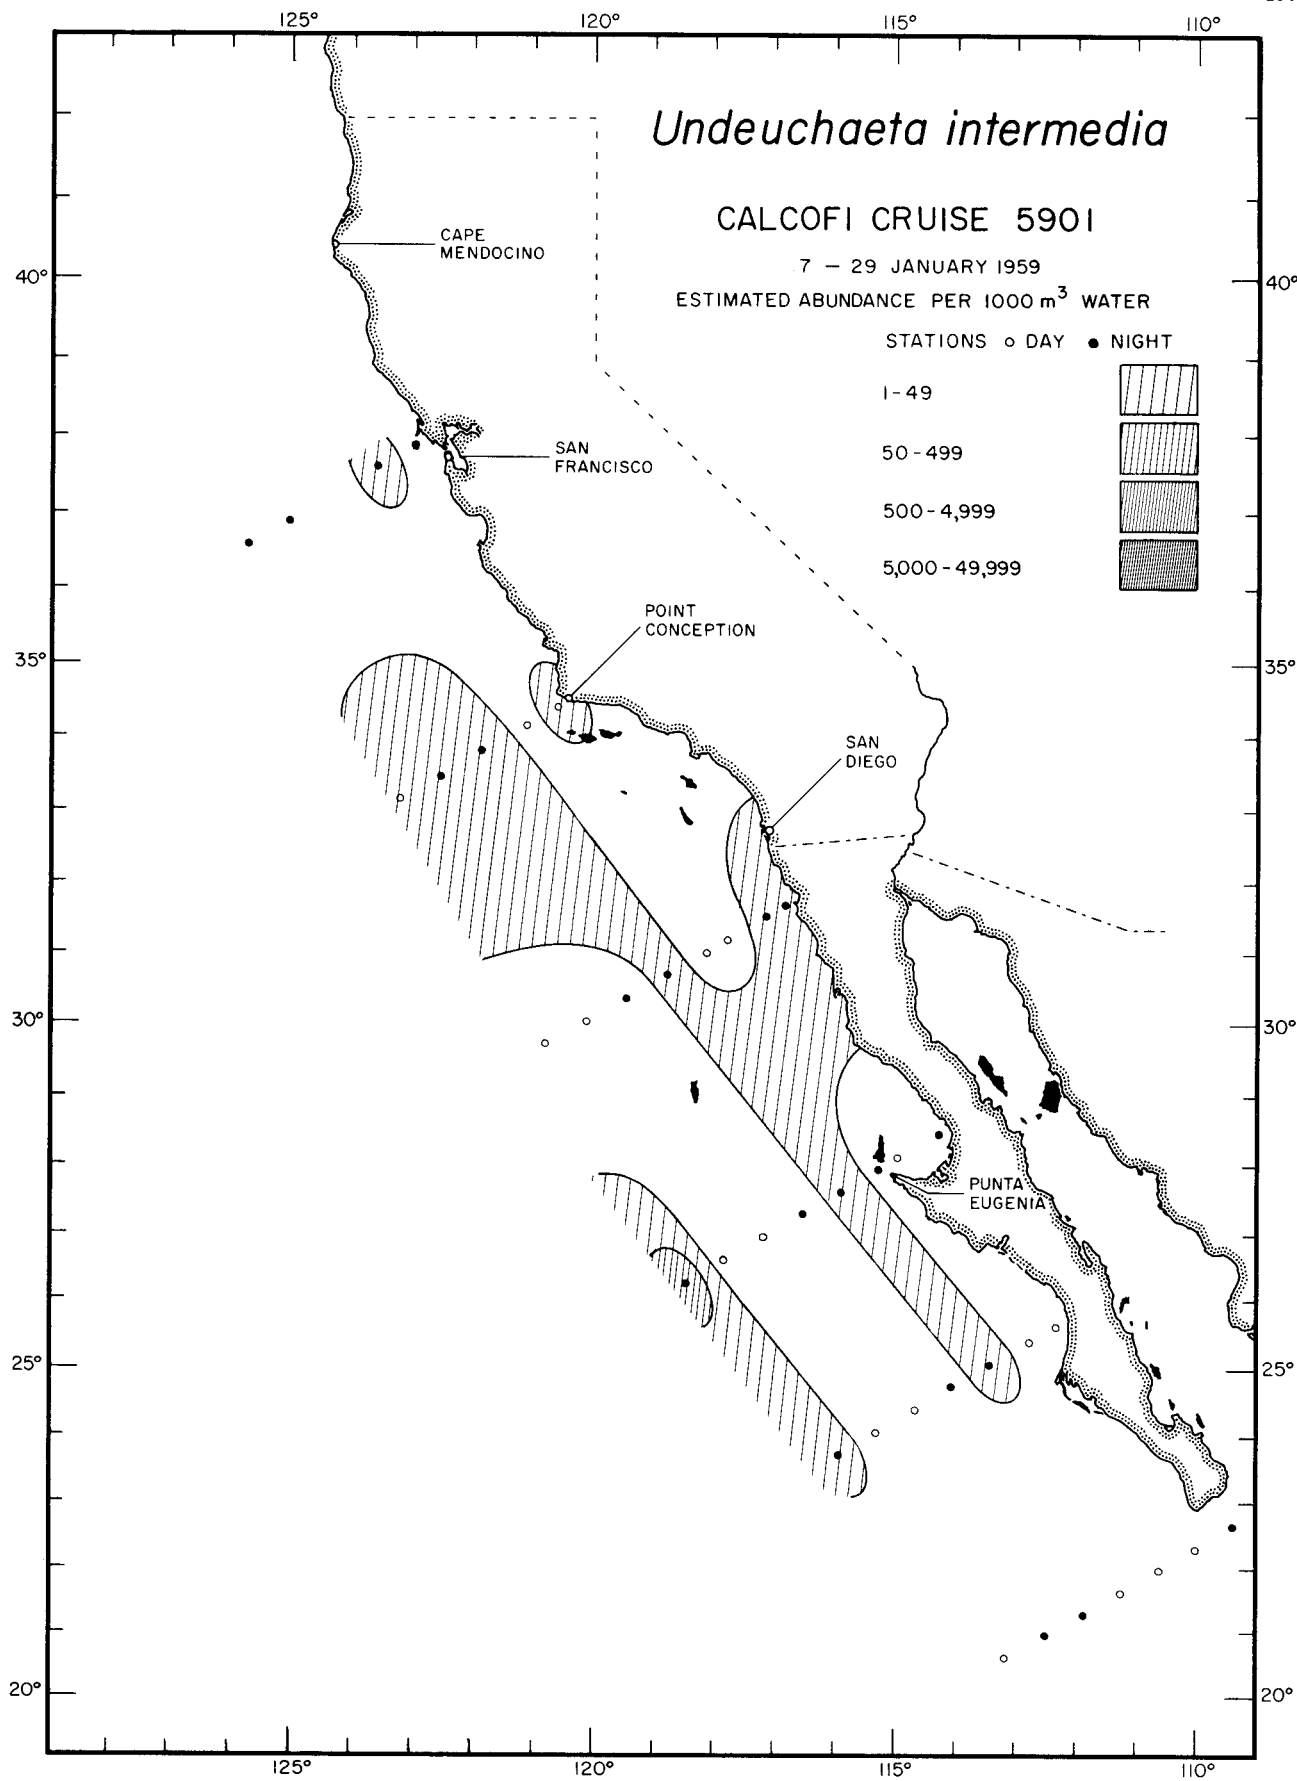 125° 120° 115° 110°
Undeuchaeta intermedia
CALCOFI CRUISE 5901
7 — 29 JANUARY 1959
ESTIMATED ABUNDANCE PER 1000 m³ WATER
STATIONS ○ DAY ● NIGHT
1-49
50-499
500-4,999
5,000-49,999
CAPE
MENDOCINO
40° 40°
SAN
FRANCISCO
POINT
CONCEPTION
35° 35°
SAN
DIEGO
30° 30°
PUNTA
EUGENIA
25° 25°
20° 20°
125° 120° 115° 110°